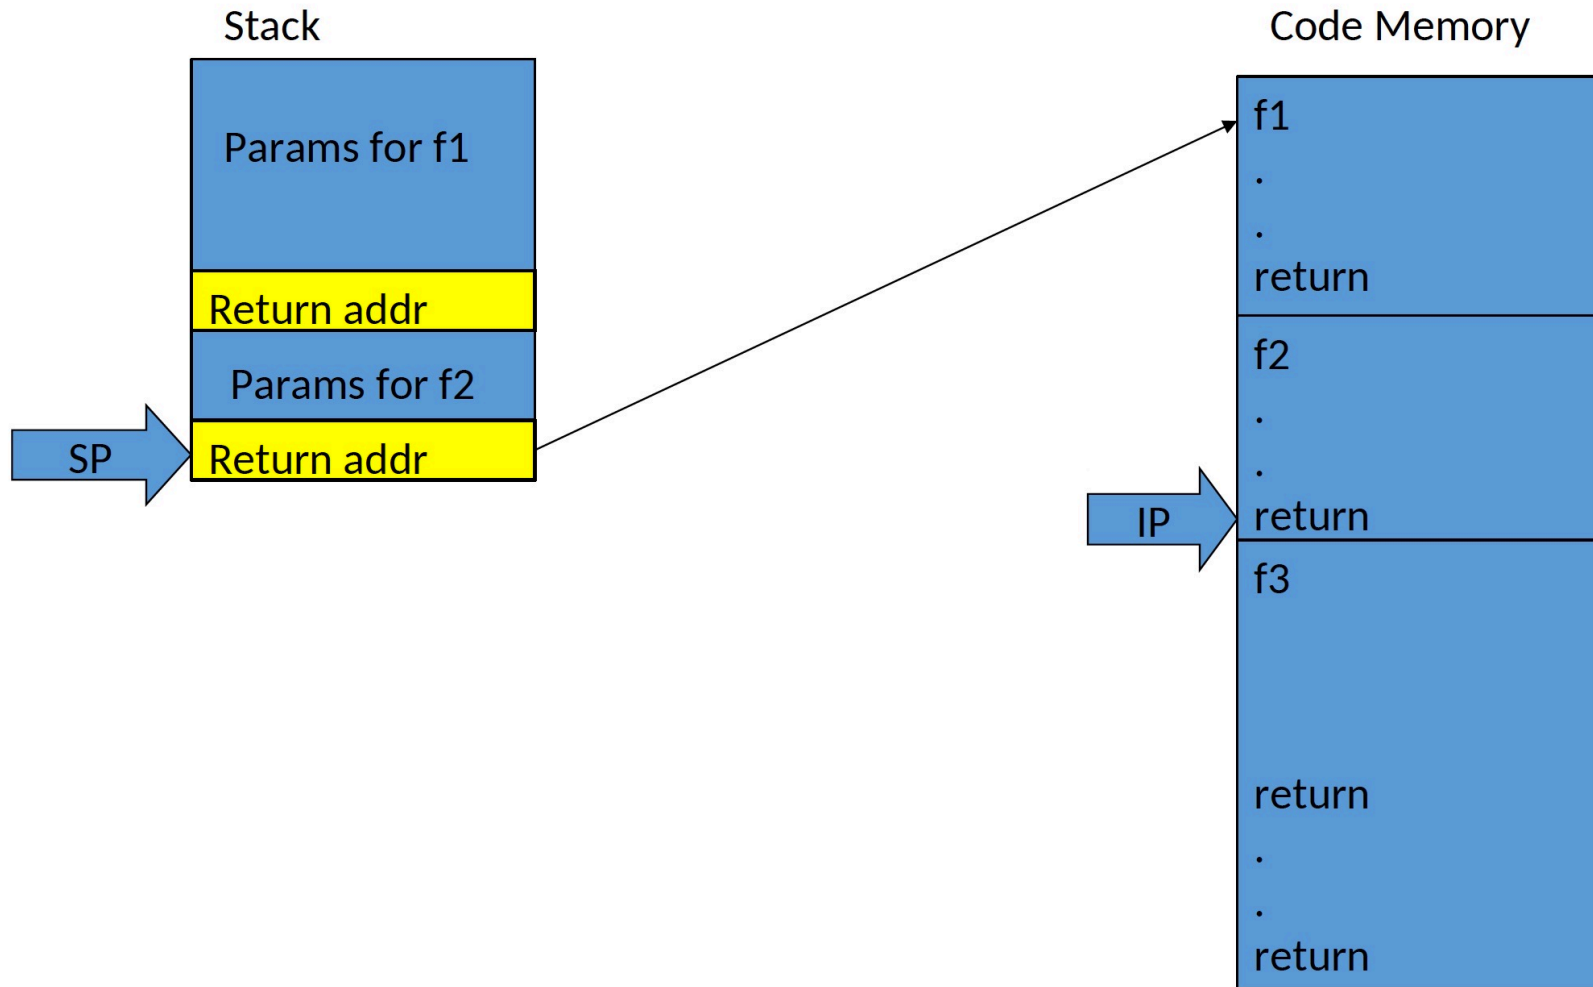 Stack
Params for f1
Return addr
Params for f2
SP
Return addr
Code Memory
f1
.
.
return
f2
.
.
IP
return
f3
return
.
.
return